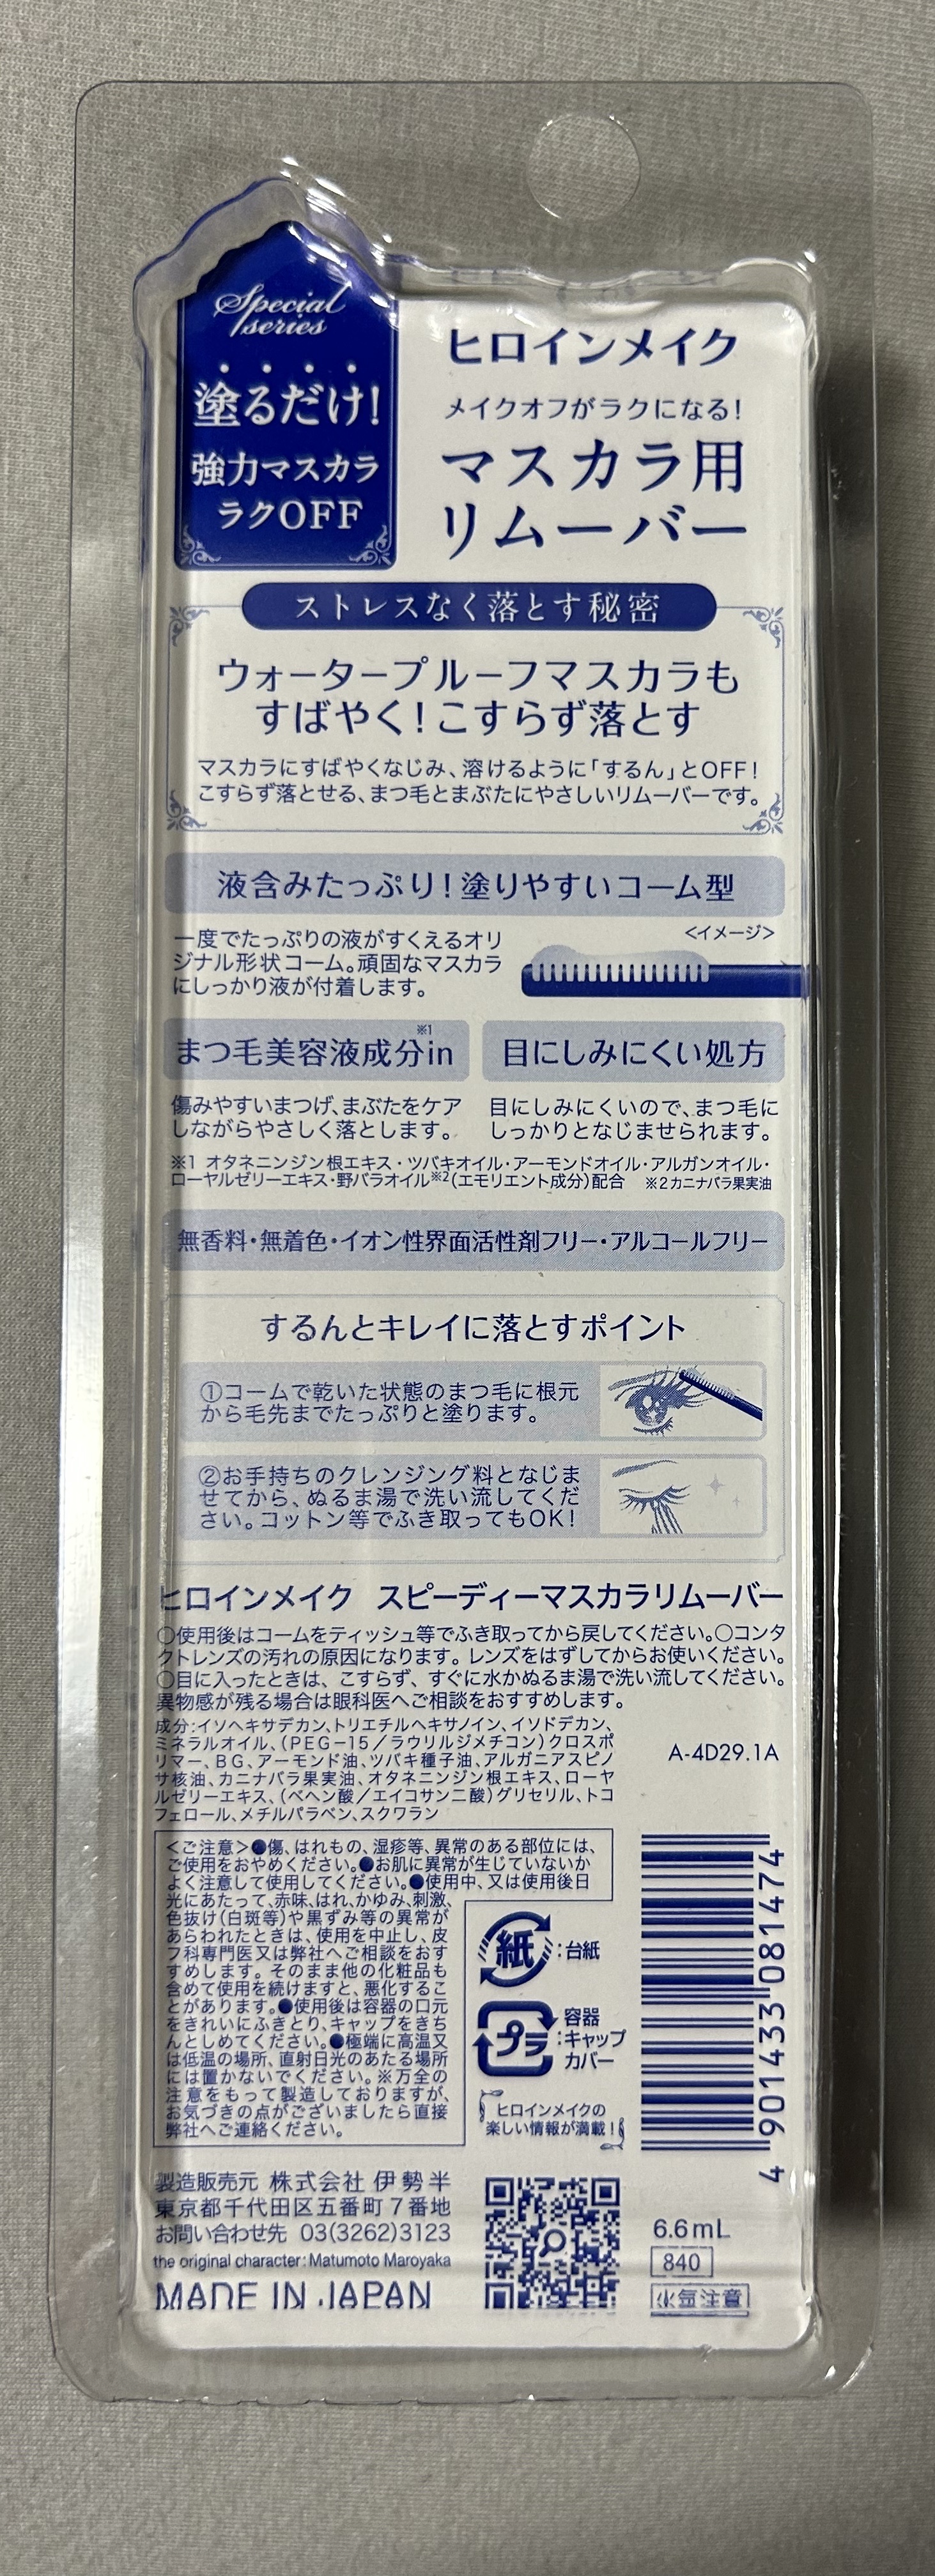 Special
series
塗るだけ!
強力マスカラ
ラクOFF
ヒロインメイク
メイクオフがラクになる!
マスカラ用
リムーバー
ストレスなく落とす秘密
ウォータープルーフマスカラも
すばやく!こすらず落とす
マスカラにすばやくなじみ、溶けるように「するん」とOFF!
こすらず落とせる、まつ毛とまぶたにやさしいリムーバーです。
液含みたっぷり!塗りやすいコーム型
一度でたっぷりの液がすくえるオリ
ジナル形状コーム。頑固なマスカラ
にしっかり液が付着します。
<イメージ>
まつ毛美容液成分※1in
傷みやすいまつげ、まぶたをケア
しながらやさしく落とします。
目にしみにくい処方
目にしみにくいので、まつ毛に
しっかりとなじませられます。
※1 オタネニンジン根エキス・ツバキオイル・アーモンドオイル・アルガンオイル・
ローヤルゼリーエキス・野バラオイル※2(エモリエント成分)配合 ※2カニナバラ果実油
無香料・無着色・イオン性界面活性剤フリー・アルコールフリー
するんとキレイに落とすポイント
①コームで乾いた状態のまつ毛に根元
から毛先までたっぷりと塗ります。
②お手持ちのクレンジング料となじま
せてから、ぬるま湯で洗い流してくだ
さい。コットン等でふき取ってもOK!
ヒロインメイク スピーディーマスカラリムーバー
○使用後はコームをティッシュ等でふき取ってから戻してください。○コンタ
クトレンズの汚れの原因になります。レンズをはずしてからお使いください。
○目に入ったときは、こすらず、すぐに水かぬるま湯で洗い流してください。
異物感が残る場合は眼科医へご相談をおすすめします。
成分:イソヘキサデカン、トリエチルヘキサノイン、イソドデカン、
ミネラルオイル、(PEG-15/ラウリルジメチコン)クロスポ
リマー、BG、アーモンド油、ツバキ種子油、アルガニアスピノ
サ核油、カニナバラ果実油、オタネニンジン根エキス、ローヤ
ルゼリーエキス、(ベヘン酸/エイコサン二酸)グリセリル、トコ
フェロール、メチルパラベン、スクワラン
A-4D29.1A
<ご注意>●傷、はれもの、湿疹等、異常のある部位には、
ご使用をおやめください。●お肌に異常が生じていないか
よく注意して使用してください。●使用中、又は使用後日
光にあたって、赤味、はれ、かゆみ、刺激、
色抜け(白斑等)や黒ずみ等の異常が
あらわれたときは、使用を中止し、皮
フ科専門医又は弊社へご相談をおす
すめします。そのまま他の化粧品も
含めて使用を続けますと、悪化するこ
とがあります。●使用後は容器の口元
をきれいにふきとり、キャップをきち
んとしめてください。●極端に高温又
は低温の場所、直射日光のあたる場所
には置かないでください。※万全の
注意をもって製造しておりますが、
お気づきの点がございましたら直接
弊社へご連絡ください。
紙:台紙
プラ:容器
キャップ
カバー
ヒロインメイクの
楽しい情報が満載!
4 901433 081474
製造販売元 株式会社 伊勢半
東京都千代田区五番町7番地
お問い合わせ先 03(3262)3123
the original character:Matumoto Maroyaka
MADE IN JAPAN
6.6mL
840
火気注意